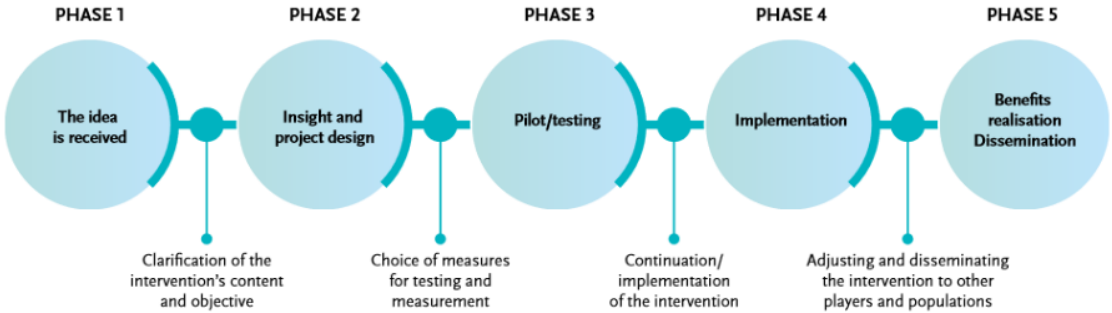 PHASE 1
PHASE 2
PHASE 3
PHASE 4
PHASE 5
The idea
is received
Insight and
project design
Pilot/testing
Implementation
Benefits
realisation
Dissemination
Clarification of the
intervention's content
and objective
Choice of measures
for testing and
measurement
Continuation/
implementation
of the intervention
Adjusting and disseminating
the intervention to other
players and populations